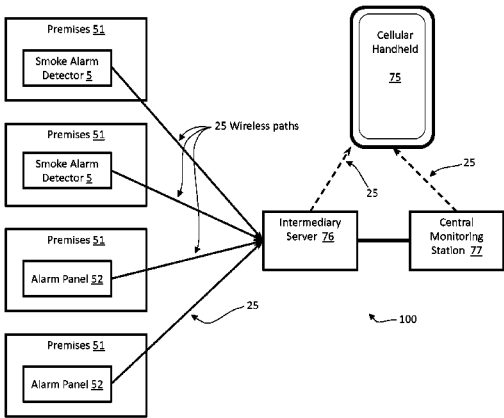 Premises 51
Smoke Alarm
Detector 5
Premises 51
Smoke Alarm
Detector 5
Premises 51
Alarm Panel 52
Premises 51
Alarm Panel 52
25 Wireless paths
25
Cellular
Handheld
75
25
25
Intermediary
Server 76
Central
Monitoring
Station 77
100